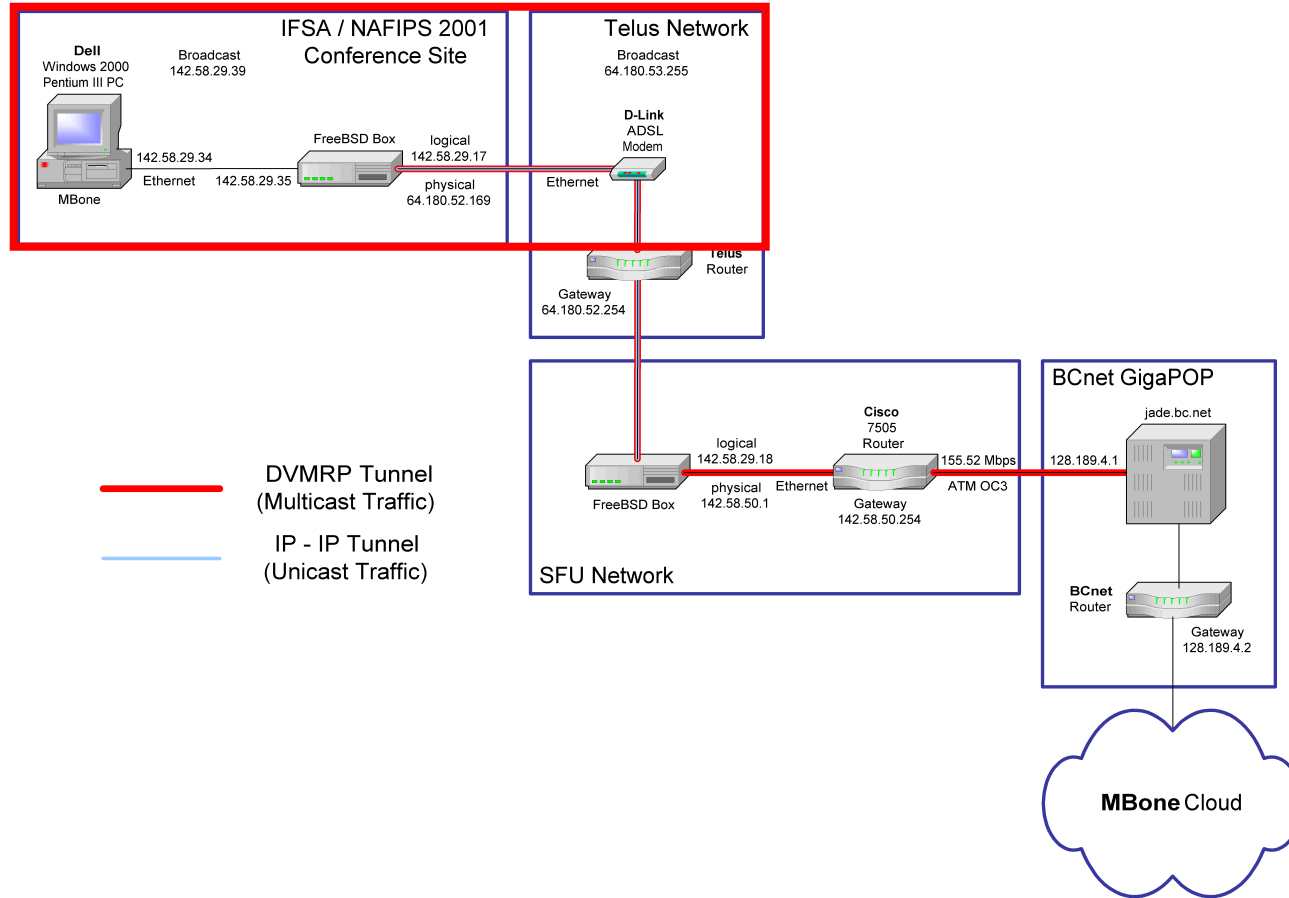 IFSA / NAFIPS 2001
Conference Site
Dell
Windows 2000
Pentium III PC
Broadcast
142.58.29.39
FreeBSD Box
logical
142.58.29.17
142.58.29.34
Ethernet
142.58.29.35
physical
64.180.52.169
MBone
Telus Network
Broadcast
64.180.53.255
D-Link
ADSL
Modem
Ethernet
Telus
Router
Gateway
64.180.52.254
DVMRP Tunnel
(Multicast Traffic)
IP - IP Tunnel
(Unicast Traffic)
Cisco
7505
Router
logical
142.58.29.18
155.52 Mbps
physical
142.58.50.1
Ethernet
ATM OC3
FreeBSD Box
Gateway
142.58.50.254
SFU Network
BCnet GigaPOP
jade.bc.net
128.189.4.1
BCnet
Router
Gateway
128.189.4.2
MBone Cloud